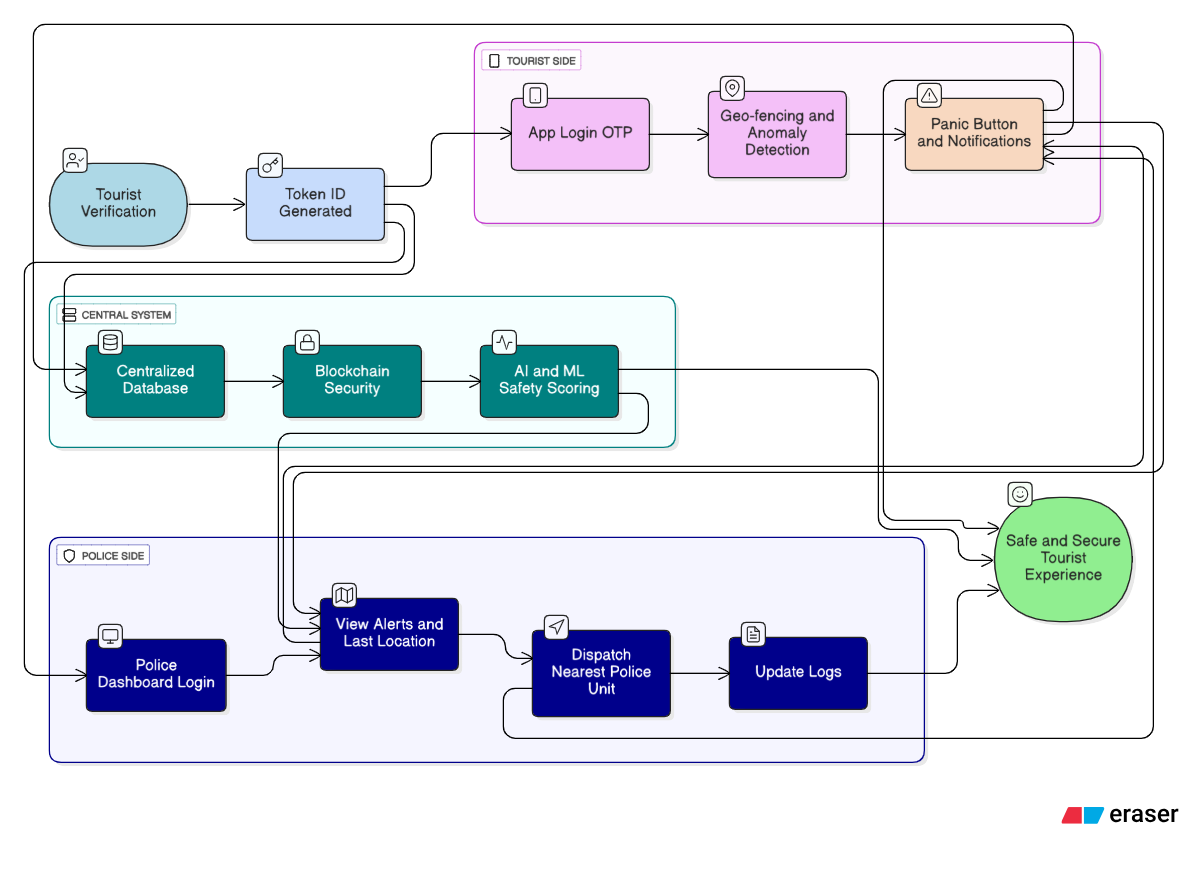 TOURIST SIDE
App Login OTP
Geo-fencing and
Anomaly
Detection
Panic Button
and Notifications
Tourist
Verification
Token ID
Generated
CENTRAL SYSTEM
Centralized
Database
Blockchain
Security
AI and ML
Safety Scoring
Safe and Secure
Tourist
Experience
POLICE SIDE
Police
Dashboard Login
View Alerts and
Last Location
Dispatch
Nearest Police
Unit
Update Logs
eraser